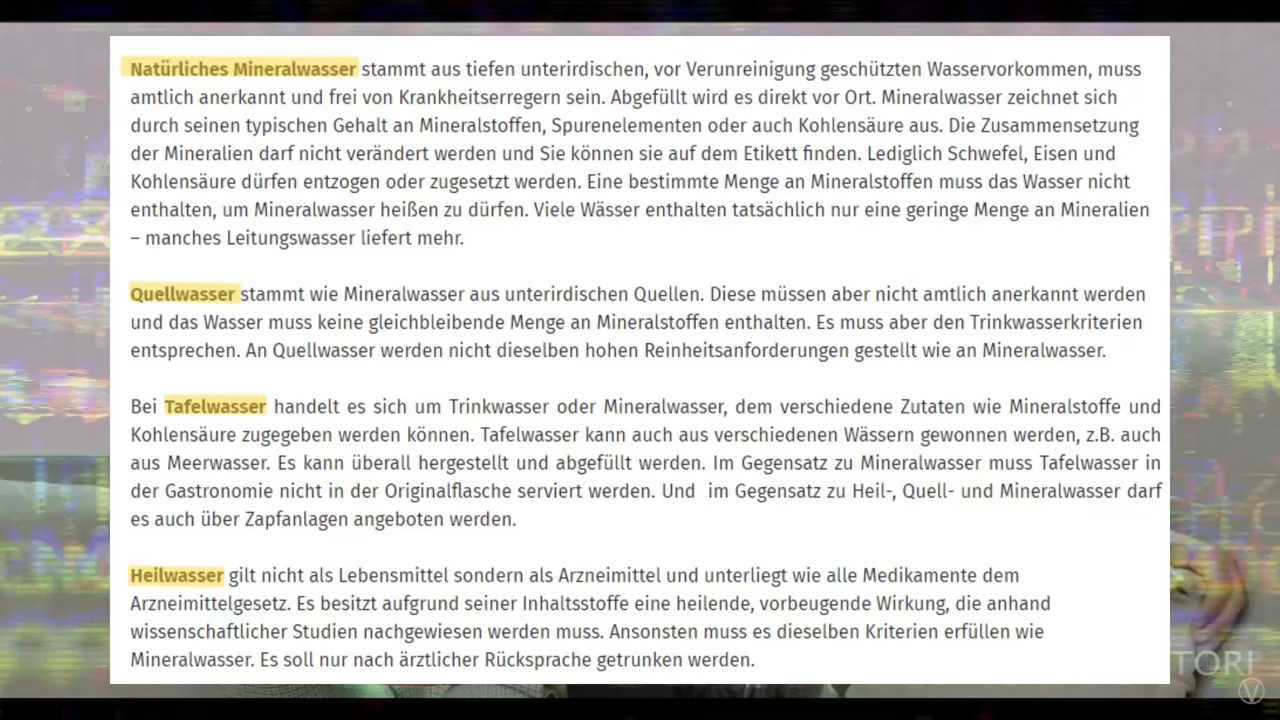 Natürliches Mineralwasser stammt aus tiefen unterirdischen, vor Verunreinigung geschützten Wasservorkommen, muss
amtlich anerkannt und frei von Krankheitserregern sein. Abgefüllt wird es direkt vor Ort. Mineralwasser zeichnet sich
durch seinen typischen Gehalt an Mineralstoffen, Spurenelementen oder auch Kohlensäure aus. Die Zusammensetzung
der Mineralien darf nicht verändert werden und Sie können sie auf dem Etikett finden. Lediglich Schwefel, Eisen und
Kohlensäure dürfen entzogen oder zugesetzt werden. Eine bestimmte Menge an Mineralstoffen muss das Wasser nicht
enthalten, um Mineralwasser heißen zu dürfen. Viele Wässer enthalten tatsächlich nur eine geringe Menge an Mineralien
– manches Leitungswasser liefert mehr.
Quellwasser stammt wie Mineralwasser aus unterirdischen Quellen. Diese müssen aber nicht amtlich anerkannt werden
und das Wasser muss keine gleichbleibende Menge an Mineralstoffen enthalten. Es muss aber den Trinkwasserkriterien
entsprechen. An Quellwasser werden nicht dieselben hohen Reinheitsanforderungen gestellt wie an Mineralwasser.
Bei Tafelwasser handelt es sich um Trinkwasser oder Mineralwasser, dem verschiedene Zutaten wie Mineralstoffe und
Kohlensäure zugegeben werden können. Tafelwasser kann auch aus verschiedenen Wässern gewonnen werden, z.B. auch
aus Meerwasser. Es kann überall hergestellt und abgefüllt werden. Im Gegensatz zu Mineralwasser muss Tafelwasser in
der Gastronomie nicht in der Originalflasche serviert werden. Und im Gegensatz zu Heil-, Quell- und Mineralwasser darf
es auch über Zapfanlagen angeboten werden.
Heilwasser gilt nicht als Lebensmittel sondern als Arzneimittel und unterliegt wie alle Medikamente dem
Arzneimittelgesetz. Es besitzt aufgrund seiner Inhaltsstoffe eine heilende, vorbeugende Wirkung, die anhand
wissenschaftlicher Studien nachgewiesen werden muss. Ansonsten muss es dieselben Kriterien erfüllen wie
Mineralwasser. Es soll nur nach ärztlicher Rücksprache getrunken werden.
TORI